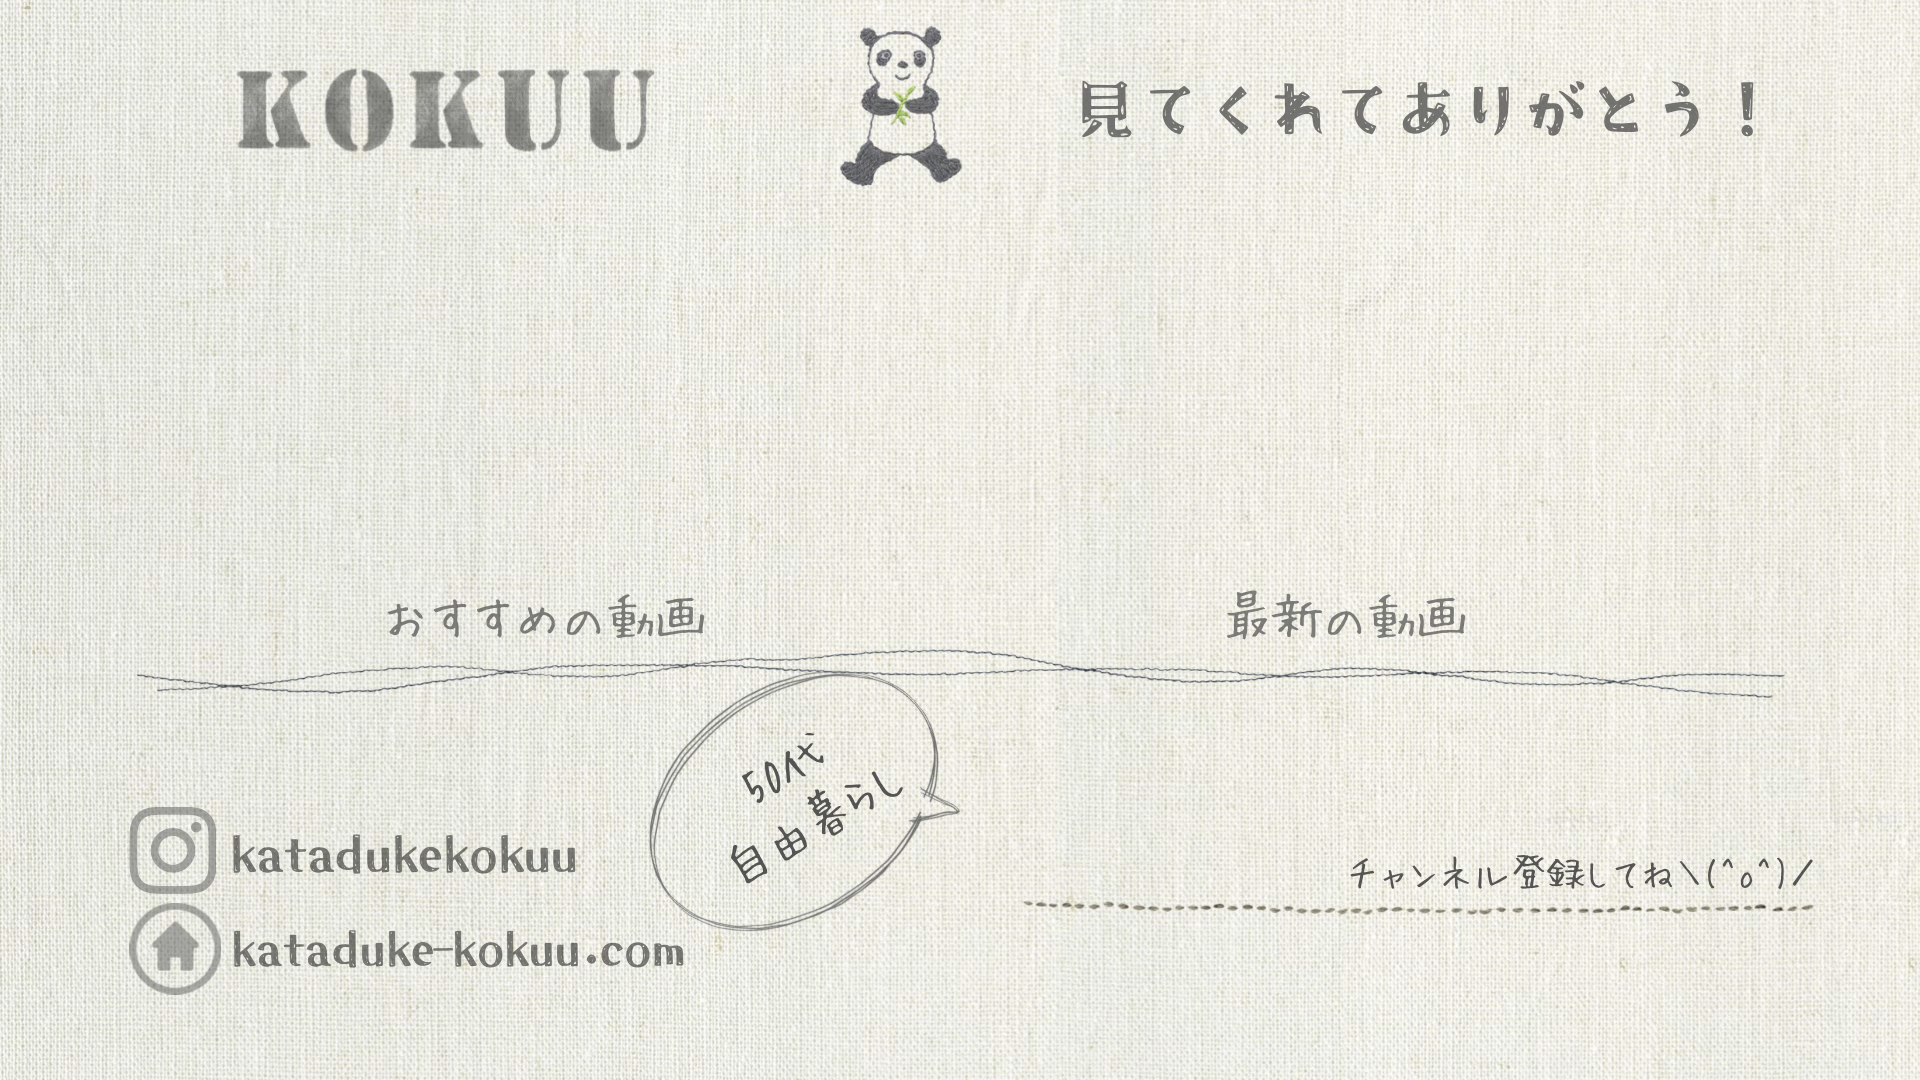 KOKUU
見てくれてありがとう！
おすすめの動画
最新の動画
50代
自由暮らし
katadukekokuu
kataduke-kokuu.com
チャンネル登録してね＼(^o^)／